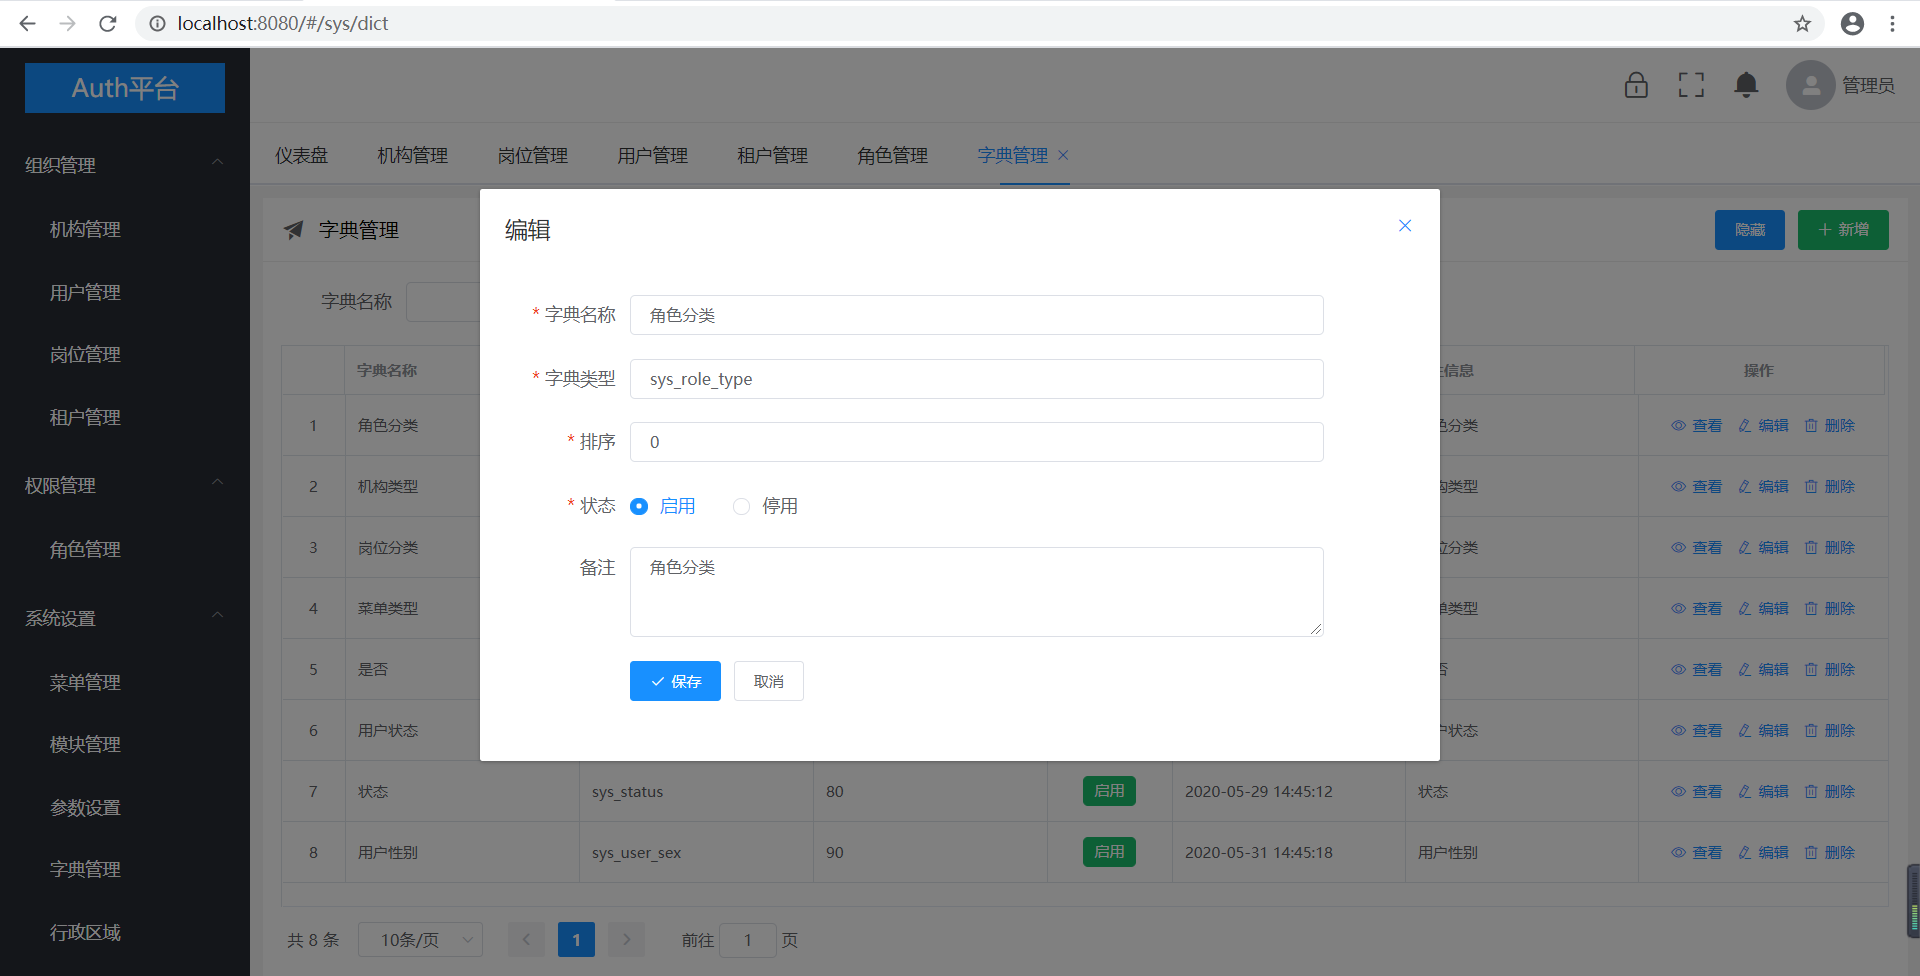 localhost:8080/#/sys/dict
Auth平台
管理员
组织管理
机构管理
用户管理
岗位管理
租户管理
权限管理
角色管理
系统设置
菜单管理
模块管理
参数设置
字典管理
行政区域
仪表盘 机构管理 岗位管理 用户管理 租户管理 角色管理 字典管理
字典管理
隐藏 新增
字典名称
编辑
* 字典名称 角色分类
* 字典类型 sys_role_type
* 排序 0
* 状态 启用 停用
备注 角色分类
保存 取消
字典名称 信息 操作
1 角色分类 色分类 查看 编辑 删除
2 机构类型 构类型 查看 编辑 删除
3 岗位分类 位分类 查看 编辑 删除
4 菜单类型 单类型 查看 编辑 删除
5 是否 否 查看 编辑 删除
6 用户状态 户状态 查看 编辑 删除
7 状态 sys_status 80 启用 2020-05-29 14:45:12 状态 查看 编辑 删除
8 用户性别 sys_user_sex 90 启用 2020-05-31 14:45:18 用户性别 查看 编辑 删除
共 8 条 10条/页 1 前往 1 页